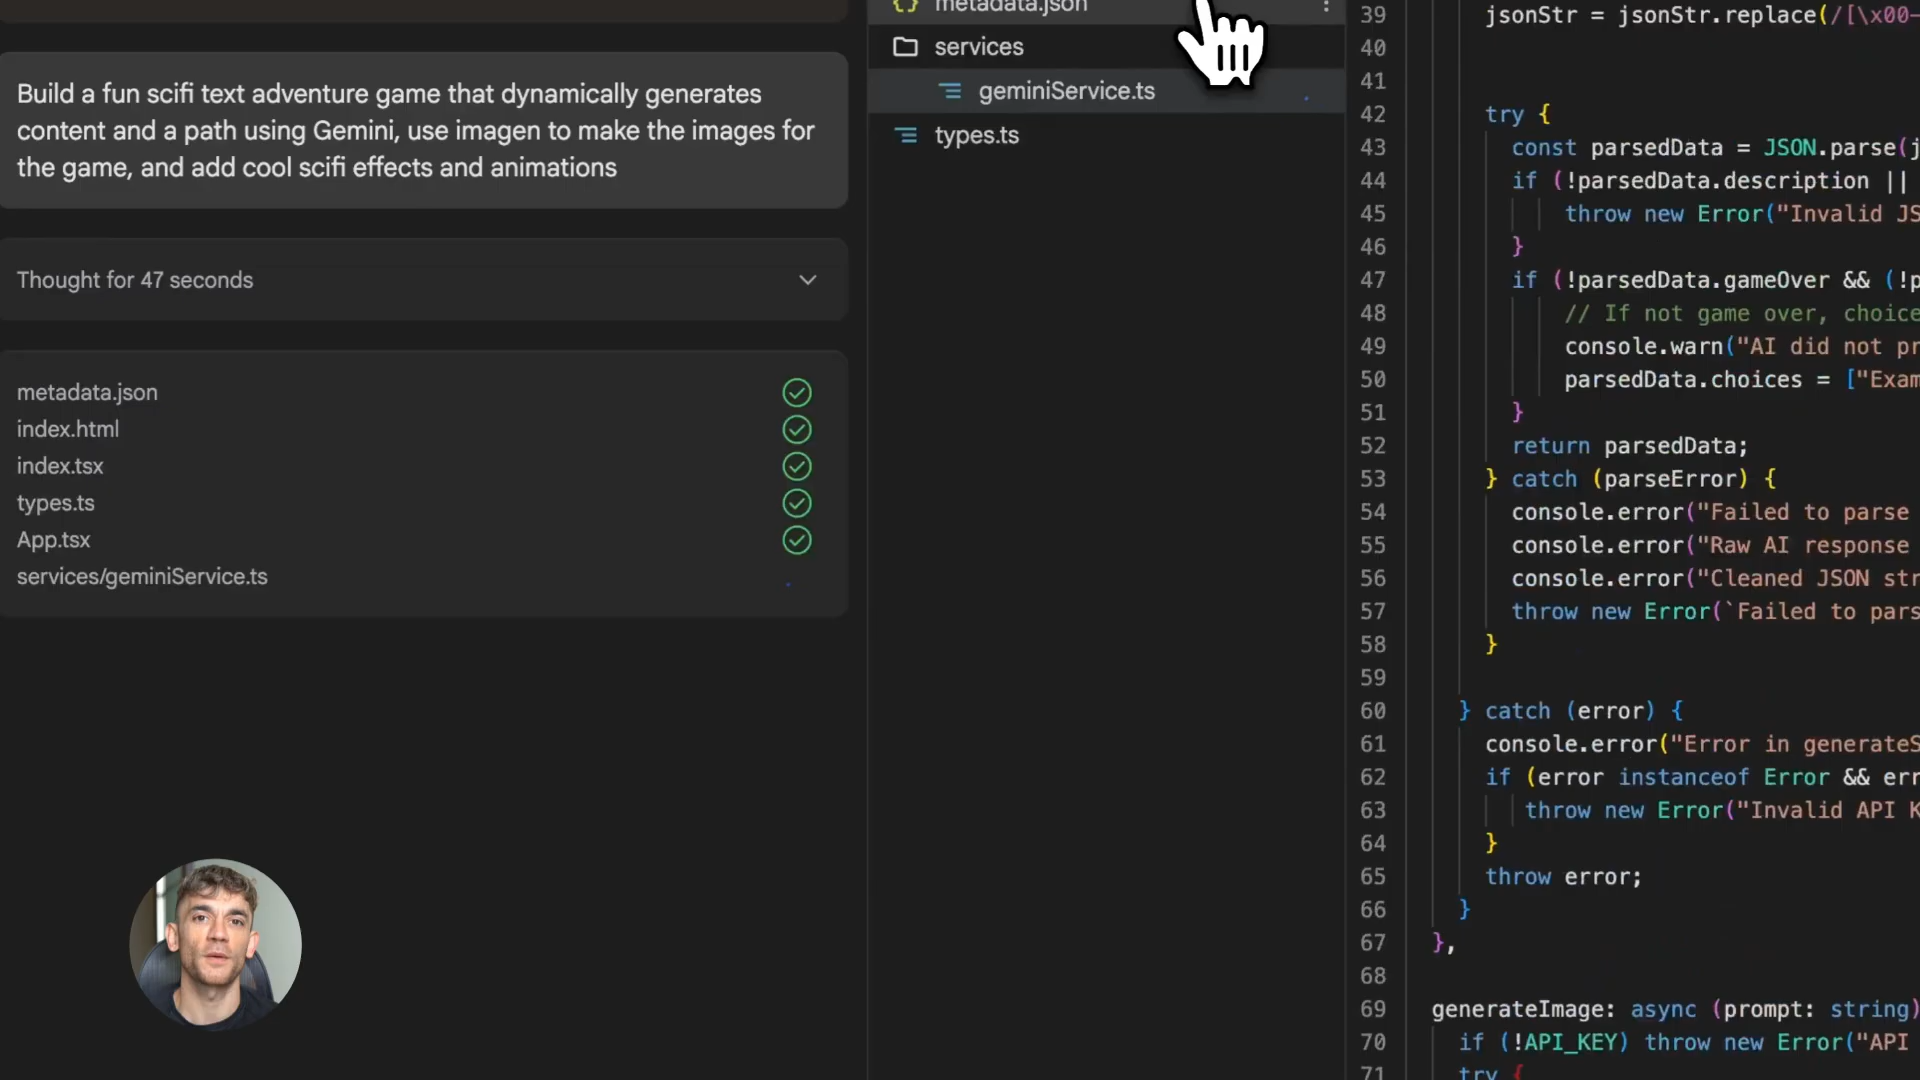 Build a fun scifi text adventure game that dynamically generates
content and a path using Gemini, use imagen to make the images for
the game, and add cool scifi effects and animations
Thought for 47 seconds
metadata.json
index.html
index.tsx
types.ts
App.tsx
services/geminiService.ts
metadata.json
services
geminiService.ts
types.ts
39 jsonStr = jsonStr.replace(/[\x00-
40
41
42 try {
43 const parsedData = JSON.parse(j
44 if (!parsedData.description ||
45 throw new Error("Invalid JS
46 }
47 if (!parsedData.gameOver && (!p
48 // If not game over, choice
49 console.warn("AI did not pr
50 parsedData.choices = ["Exam
51 }
52 return parsedData;
53 } catch (parseError) {
54 console.error("Failed to parse
55 console.error("Raw AI response
56 console.error("Cleaned JSON str
57 throw new Error(`Failed to pars
58 }
59
60 } catch (error) {
61 console.error("Error in generateS
62 if (error instanceof Error && err
63 throw new Error("Invalid API K
64 }
65 throw error;
66 }
67 },
68
69 generateImage: async (prompt: string)
70 if (!API_KEY) throw new Error("API
71 try {